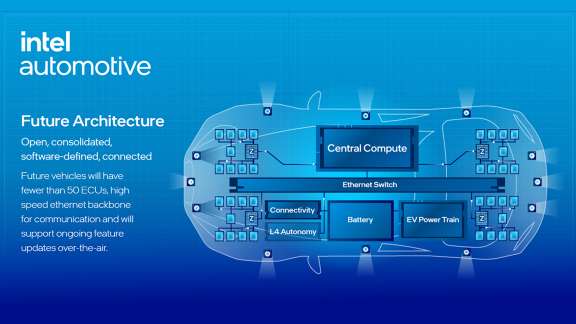 intel
automotive
Future Architecture
Open, consolidated,
software-defined, connected
Future vehicles will have
fewer than 50 ECUs, high
speed ethernet backbone
for communication and will
support ongoing feature
updates over-the-air.
Central Compute
Ethernet Switch
Connectivity
L4 Autonomy
Battery
EV Power Train
Z
Z
Z
Z